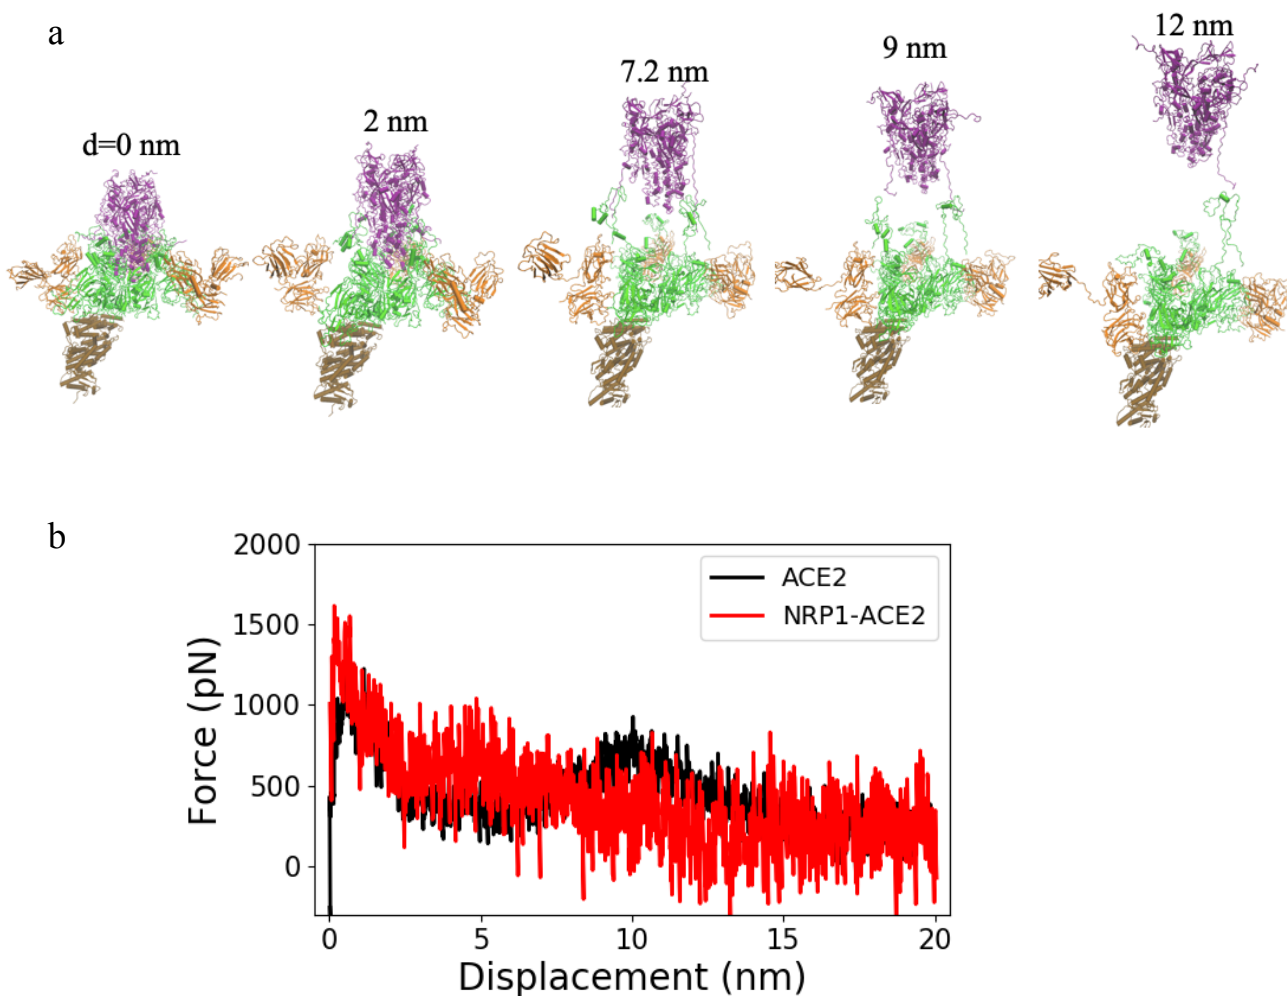 a
d=0 nm
2 nm
7.2 nm
9 nm
12 nm
b
2000
1500
1000
500
0
Force (pN)
ACE2
NRP1-ACE2
0
5
10
15
20
Displacement (nm)